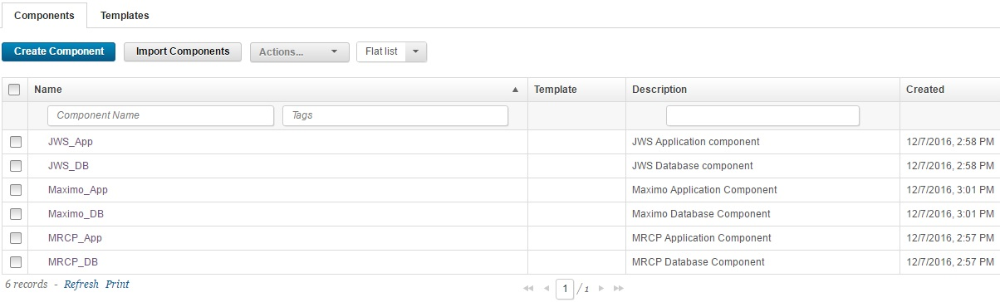 Components Templates
Create Component Import Components Actions... Flat list
Name Template Description Created
Component Name Tags
JWS_App JWS Application component 12/7/2016, 2:58 PM
JWS_DB JWS Database component 12/7/2016, 2:58 PM
Maximo_App Maximo Application Component 12/7/2016, 3:01 PM
Maximo_DB Maximo Database Component 12/7/2016, 3:01 PM
MRCP_App MRCP Application Component 12/7/2016, 2:57 PM
MRCP_DB MRCP Database Component 12/7/2016, 2:57 PM
6 records - Refresh Print 1 / 1